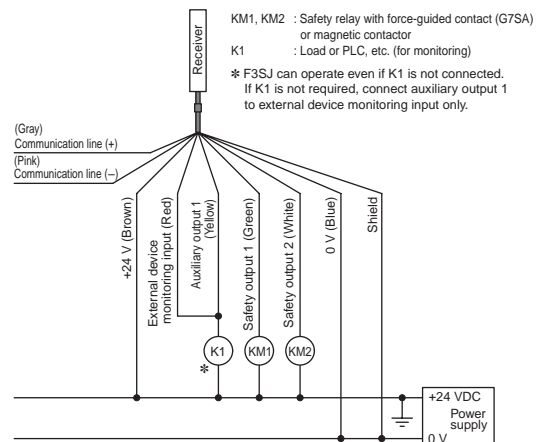 KM1, KM2 : Safety relay with force-guided contact (G7SA)
or magnetic contactor
K1 : Load or PLC, etc. (for monitoring)
✻ F3SJ can operate even if K1 is not connected.
If K1 is not required, connect auxiliary output 1
to external device monitoring input only.
Receiver
(Gray)
Communication line (+)
(Pink)
Communication line (–)
+24 V (Brown)
External device
monitoring input (Red)
Auxiliary output 1
(Yellow)
Safety output 1 (Green)
Safety output 2 (White)
0 V (Blue)
Shield
K1
KM1
KM2
✻
+24 VDC
Power
supply
0 V